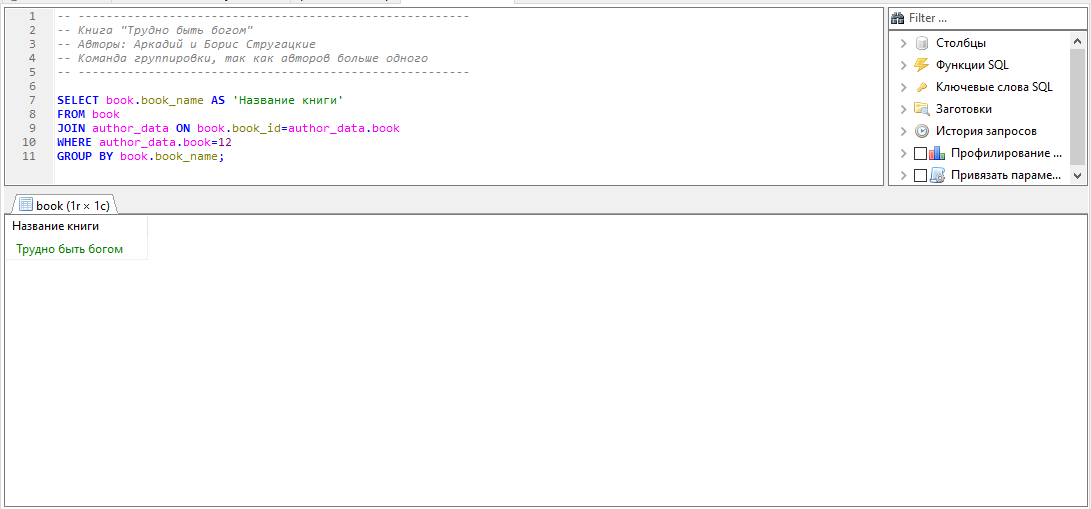 1 -- --------------------------------------------------------
2 -- Книга "Трудно быть богом"
3 -- Авторы: Аркадий и Борис Стругацкие
4 -- Команда группировки, так как авторов больше одного
5 -- --------------------------------------------------------
6
7 SELECT book.book_name AS 'Название книги'
8 FROM book
9 JOIN author_data ON book.book_id=author_data.book
10 WHERE author_data.book=12
11 GROUP BY book.book_name;
Filter ...
Столбцы
Функции SQL
Ключевые слова SQL
Заготовки
История запросов
Профилирование ...
Привязать параме...
book (1r × 1c)
Название книги
Трудно быть богом